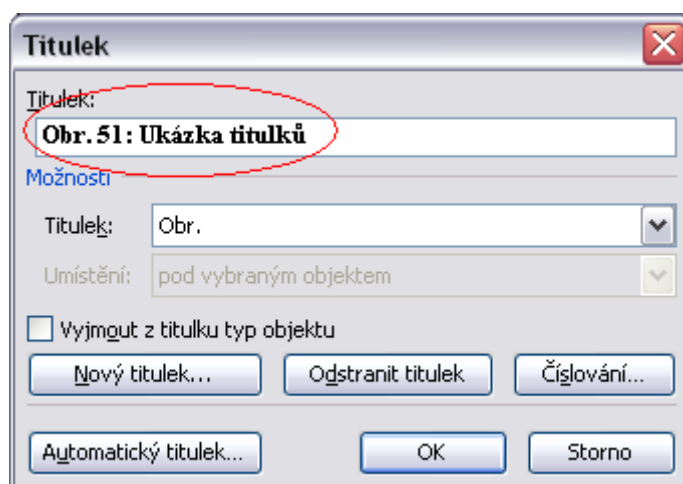 Titulek
Titulek:
Obr. 51: Ukázka titulků
Možnosti
Titulek: Obr.
Umístění: pod vybraným objektem
Vyjmout z titulku typ objektu
Nový titulek... Odstranit titulek Číslování...
Automatický titulek... OK Storno